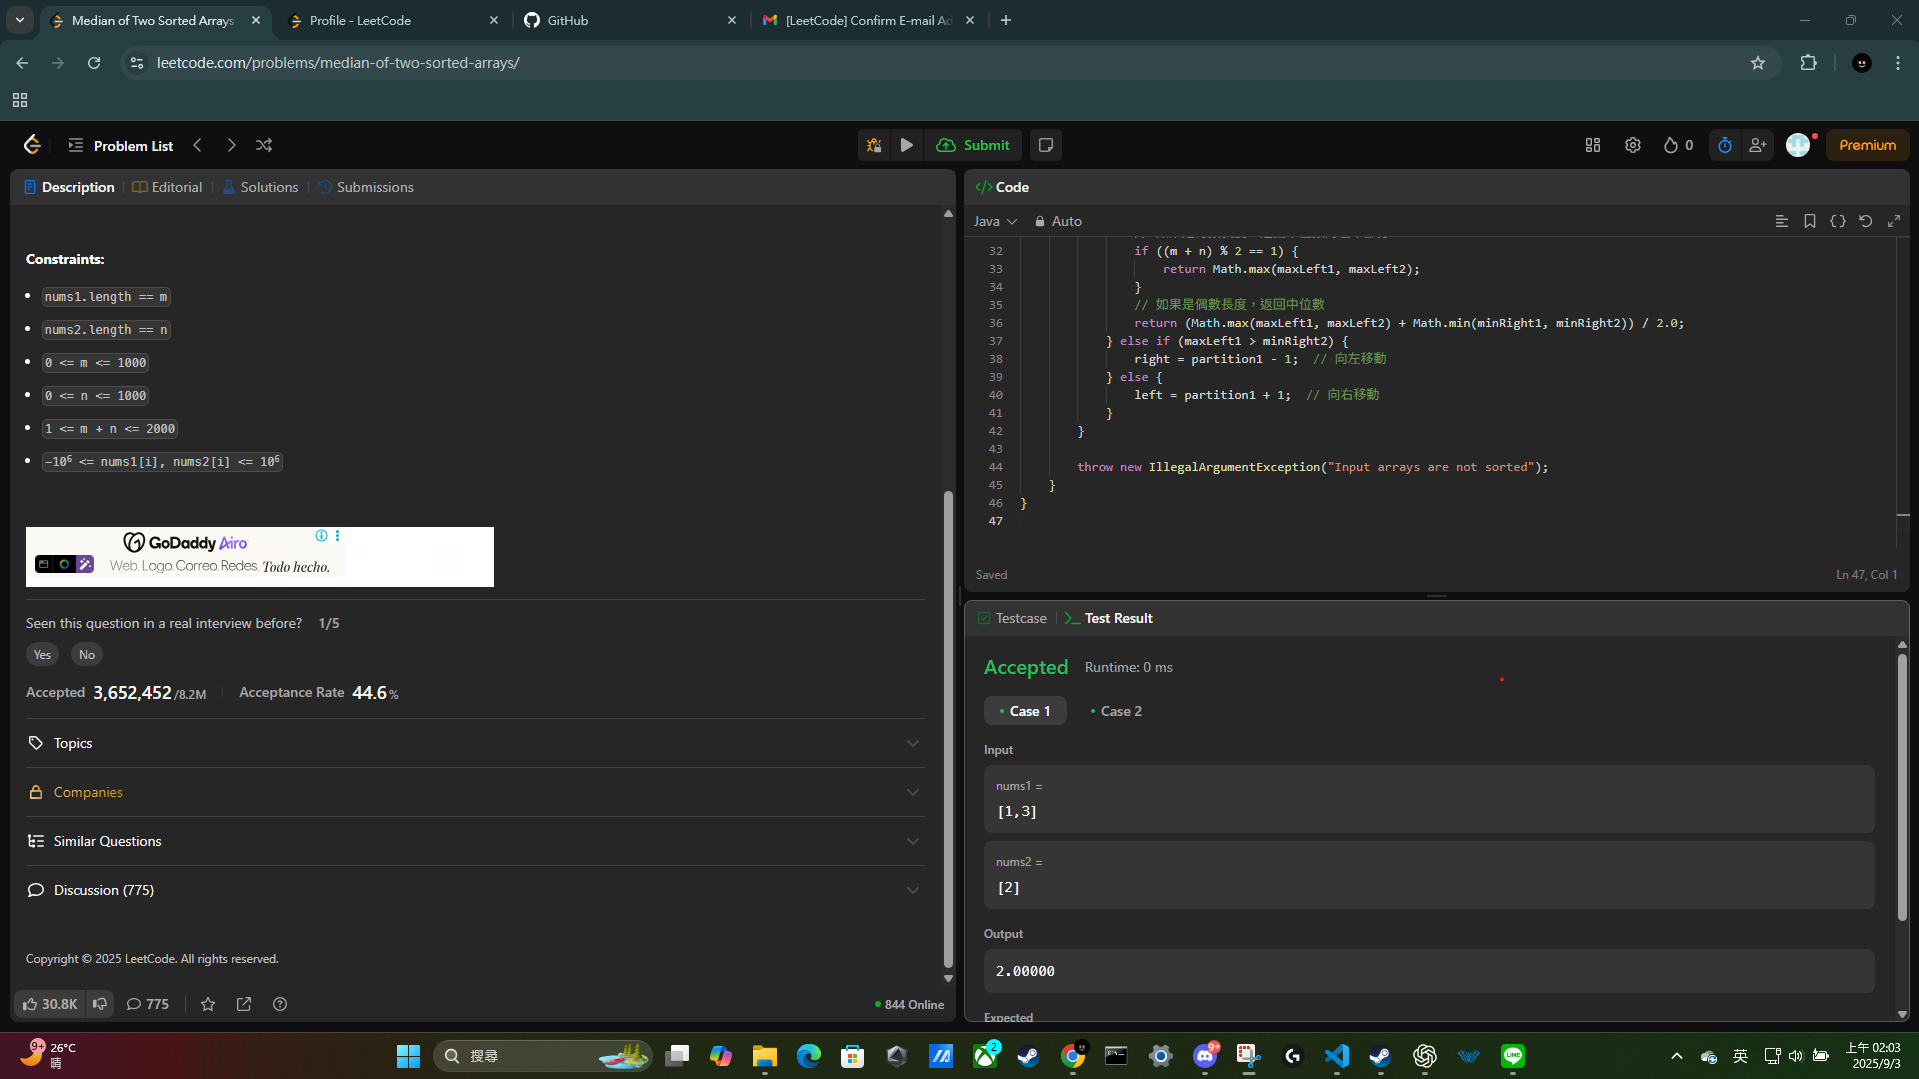 Median of Two Sorted Arrays
Profile - LeetCode
GitHub
[LeetCode] Confirm E-mail Ad
leetcode.com/problems/median-of-two-sorted-arrays/
Problem List
Submit
0
Premium
Description
Editorial
Solutions
Submissions
Constraints:
nums1.length == m
nums2.length == n
0 <= m <= 1000
0 <= n <= 1000
1 <= m + n <= 2000
-10⁶ <= nums1[i], nums2[i] <= 10⁶
GoDaddy Airo
Web. Logo. Correo. Redes. Todo hecho.
Seen this question in a real interview before? 1/5
Yes
No
Accepted 3,652,452/8.2M
Acceptance Rate 44.6%
Topics
Companies
Similar Questions
Discussion (775)
Copyright © 2025 LeetCode. All rights reserved.
30.8K
775
844 Online
</> Code
Java
Auto
32 if ((m + n) % 2 == 1) {
33 return Math.max(maxLeft1, maxLeft2);
34 }
35 // 如果是偶數長度，返回中位數
36 return (Math.max(maxLeft1, maxLeft2) + Math.min(minRight1, minRight2)) / 2.0;
37 } else if (maxLeft1 > minRight2) {
38 right = partition1 - 1;  // 向左移動
39 } else {
40 left = partition1 + 1;  // 向右移動
41 }
42 }
43
44 throw new IllegalArgumentException("Input arrays are not sorted");
45 }
46 }
47
Saved
Ln 47, Col 1
Testcase
Test Result
Accepted
Runtime: 0 ms
Case 1
Case 2
Input
nums1 =
[1,3]
nums2 =
[2]
Output
2.00000
Expected
9+
26°C
晴
搜尋
2
9+
LINE
英
上午 02:03
2025/9/3